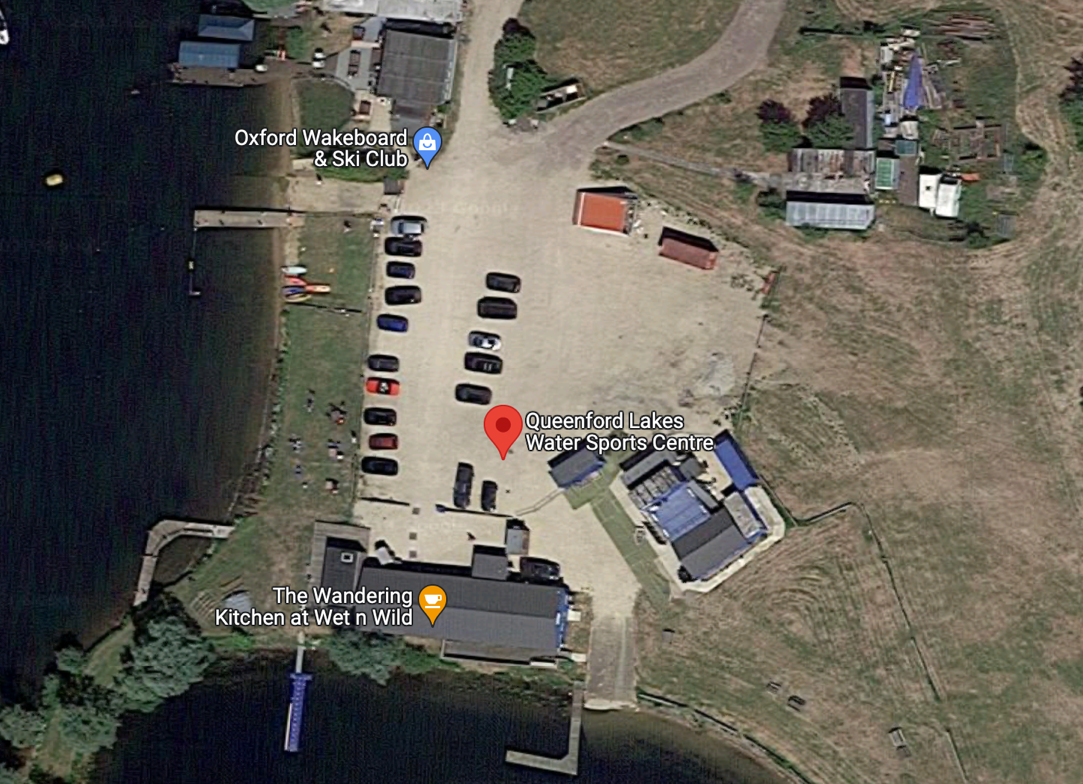 Oxford Wakeboard
& Ski Club
Queenford Lakes
Water Sports Centre
The Wandering
Kitchen at Wet n Wild